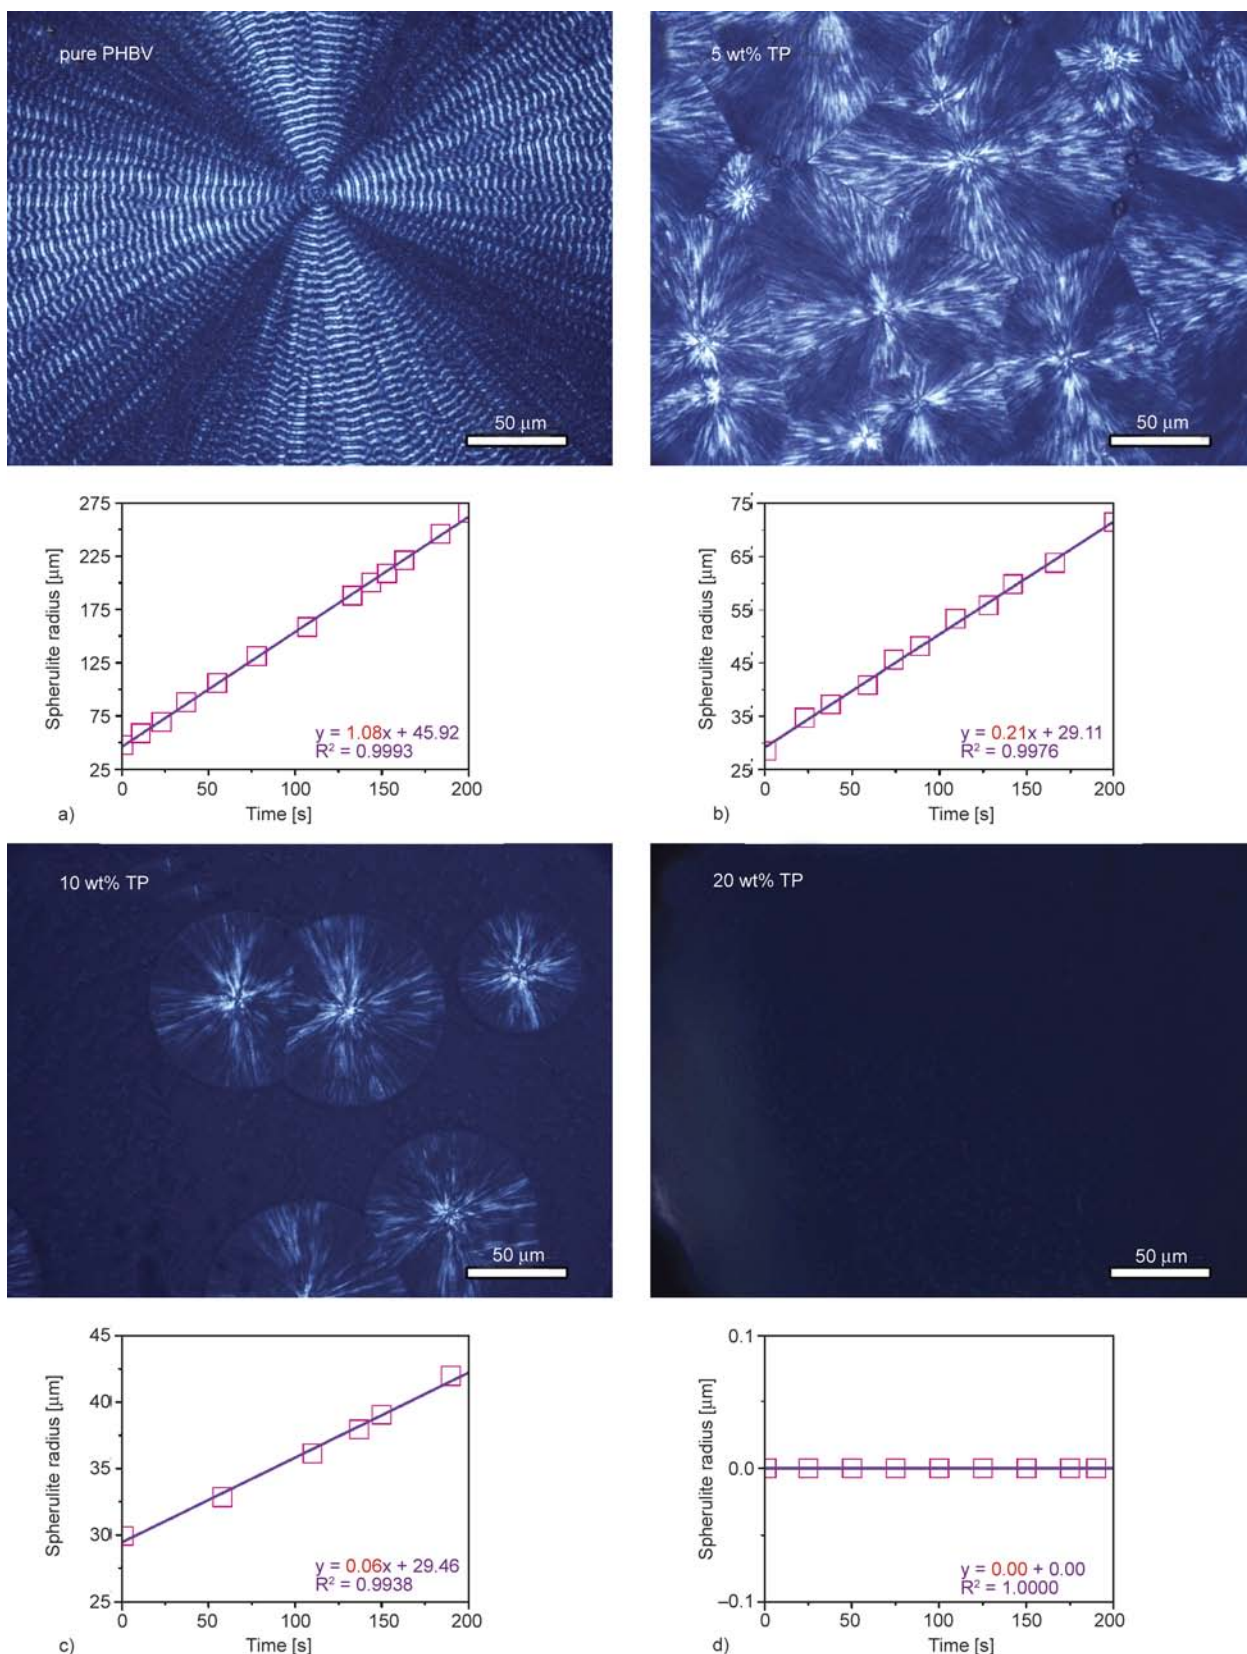 pure PHBV
50 μm
5 wt% TP
50 μm
275
225
175
125
75
25
Spherulite radius [μm]
y = 1.08x + 45.92
R² = 0.9993
0
50
100
150
200
Time [s]
a)
75
65
55
45
35
25
Spherulite radius [μm]
y = 0.21x + 29.11
R² = 0.9976
0
50
100
150
200
Time [s]
b)
10 wt% TP
50 μm
20 wt% TP
50 μm
45
40
35
30
25
Spherulite radius [μm]
y = 0.06x + 29.46
R² = 0.9938
0
50
100
150
200
Time [s]
c)
0.1
0.0
–0.1
Spherulite radius [μm]
y = 0.00 + 0.00
R² = 1.0000
0
50
100
150
200
Time [s]
d)